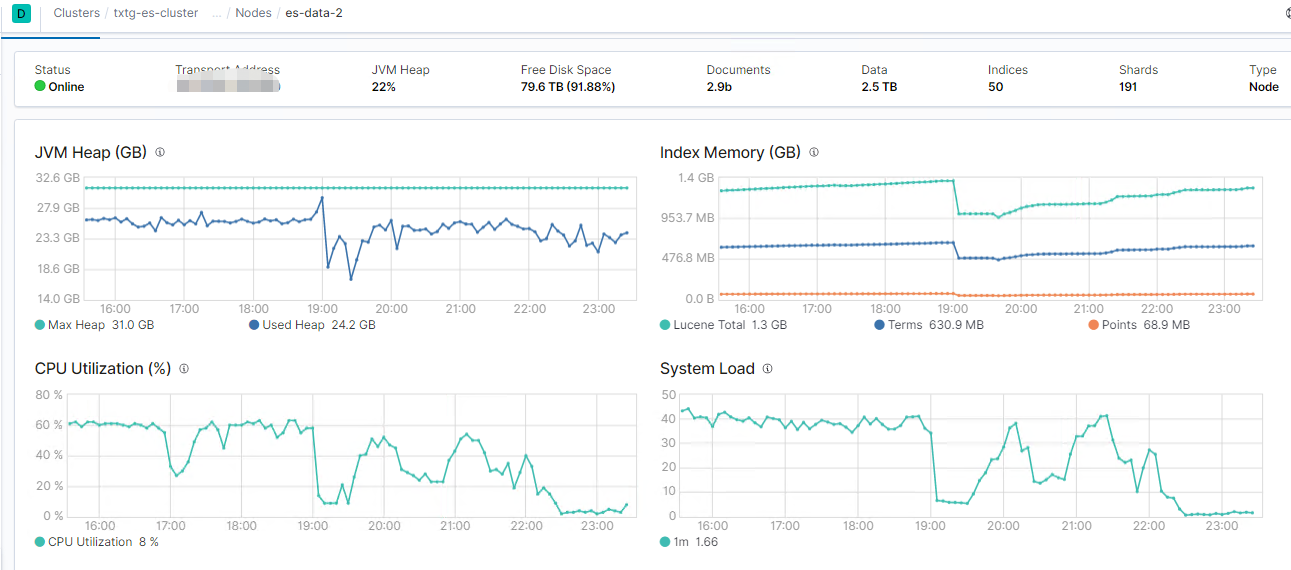 D Clusters / txtg-es-cluster ... / Nodes / es-data-2
Status Transport Address JVM Heap Free Disk Space Documents Data Indices Shards Type
Online 22% 79.6 TB (91.88%) 2.9b 2.5 TB 50 191 Node
JVM Heap (GB)
32.6 GB
27.9 GB
23.3 GB
18.6 GB
14.0 GB
16:00 17:00 18:00 19:00 20:00 21:00 22:00 23:00
Max Heap 31.0 GB Used Heap 24.2 GB
Index Memory (GB)
1.4 GB
953.7 MB
476.8 MB
0.0 B
16:00 17:00 18:00 19:00 20:00 21:00 22:00 23:00
Lucene Total 1.3 GB Terms 630.9 MB Points 68.9 MB
CPU Utilization (%)
80 %
60 %
40 %
20 %
0 %
16:00 17:00 18:00 19:00 20:00 21:00 22:00 23:00
CPU Utilization 8 %
System Load
50
40
30
20
10
0
16:00 17:00 18:00 19:00 20:00 21:00 22:00 23:00
1m 1.66